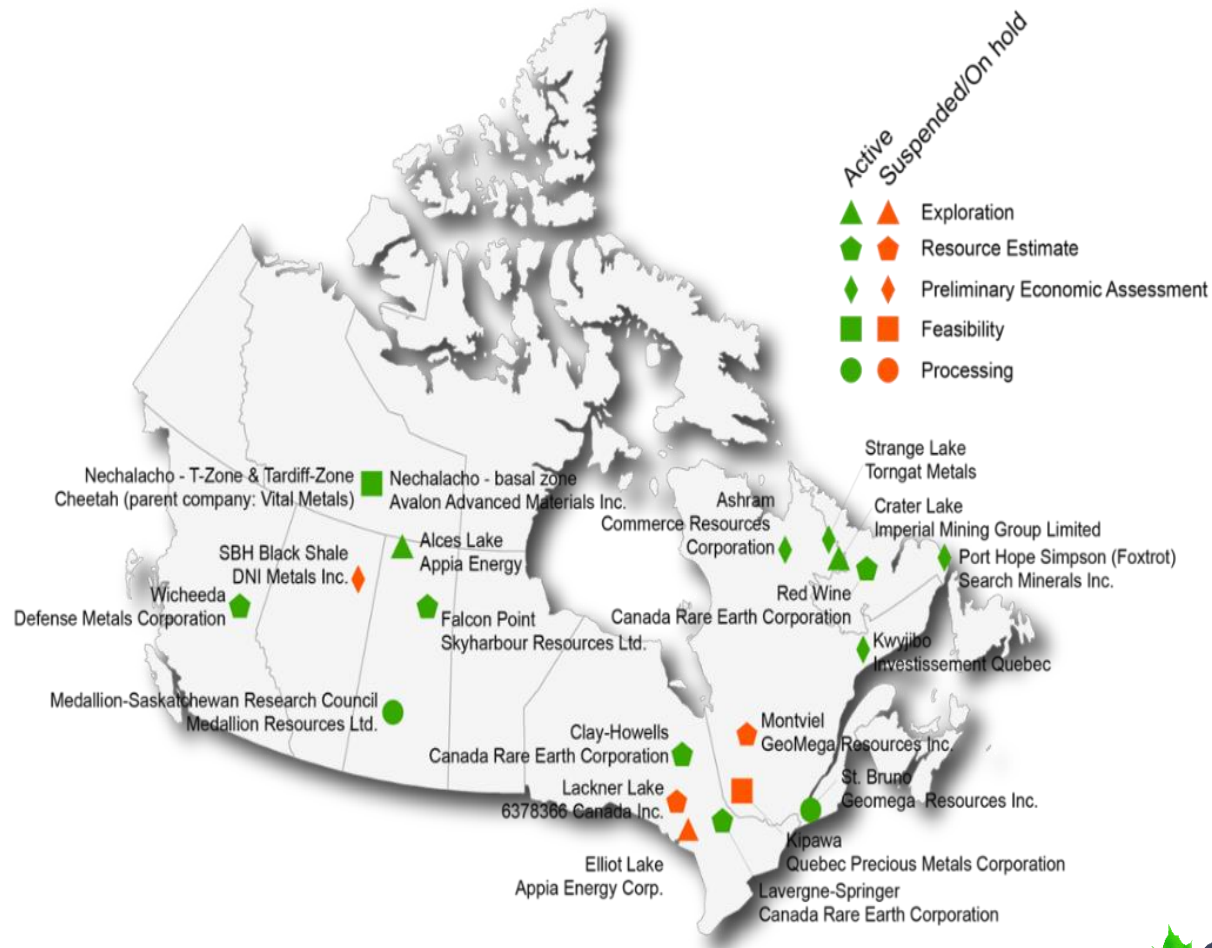 Active
Suspended/On hold
Exploration
Resource Estimate
Preliminary Economic Assessment
Feasibility
Processing
Nechalacho - T-Zone & Tardiff-Zone
Cheetah (parent company: Vital Metals)
Nechalacho - basal zone
Avalon Advanced Materials Inc.
SBH Black Shale
DNI Metals Inc.
Alces Lake
Appia Energy
Wicheeda
Defense Metals Corporation
Falcon Point
Skyharbour Resources Ltd.
Medallion-Saskatchewan Research Council
Medallion Resources Ltd.
Strange Lake
Torngat Metals
Ashram
Commerce Resources
Corporation
Crater Lake
Imperial Mining Group Limited
Port Hope Simpson (Foxtrot)
Search Minerals Inc.
Red Wine
Canada Rare Earth Corporation
Kwyjibo
Investissement Quebec
Clay-Howells
Canada Rare Earth Corporation
Montviel
GeoMega Resources Inc.
Lackner Lake
6378366 Canada Inc.
St. Bruno
Geomega Resources Inc.
Elliot Lake
Appia Energy Corp.
Kipawa
Quebec Precious Metals Corporation
Lavergne-Springer
Canada Rare Earth Corporation